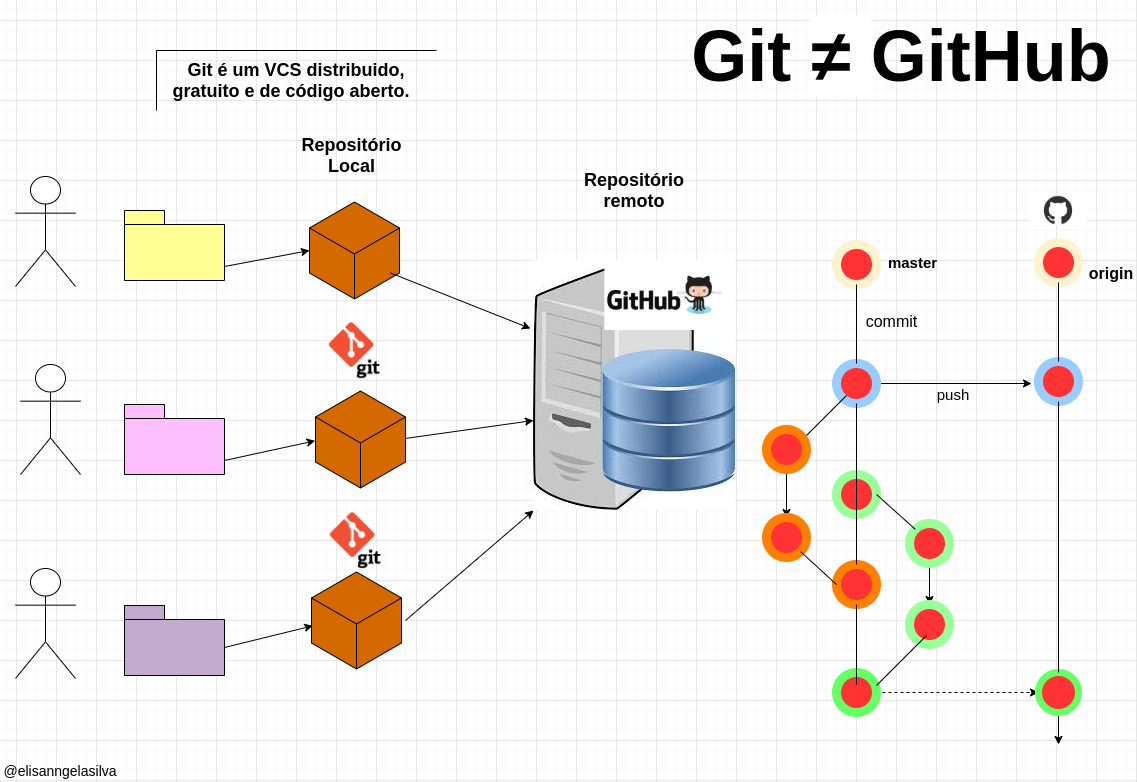 Git ≠ GitHub
Git é um VCS distribuido,
gratuito e de código aberto.
Repositório
Local
Repositório
remoto
GitHub
git
git
master
origin
commit
push
@elisanngelasilva